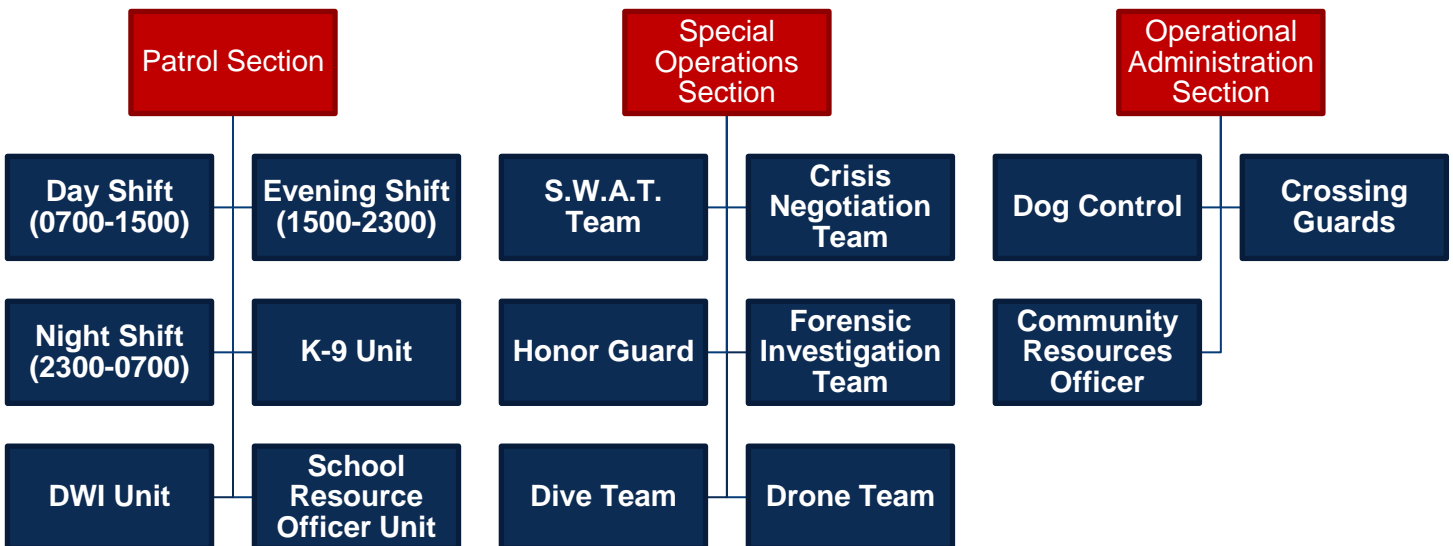 Patrol Section
Special
Operations
Section
Operational
Administration
Section
Day Shift
(0700-1500)
Evening Shift
(1500-2300)
S.W.A.T.
Team
Crisis
Negotiation
Team
Dog Control
Crossing
Guards
Night Shift
(2300-0700)
K-9 Unit
Honor Guard
Forensic
Investigation
Team
Community
Resources
Officer
DWI Unit
School
Resource
Officer Unit
Dive Team
Drone Team